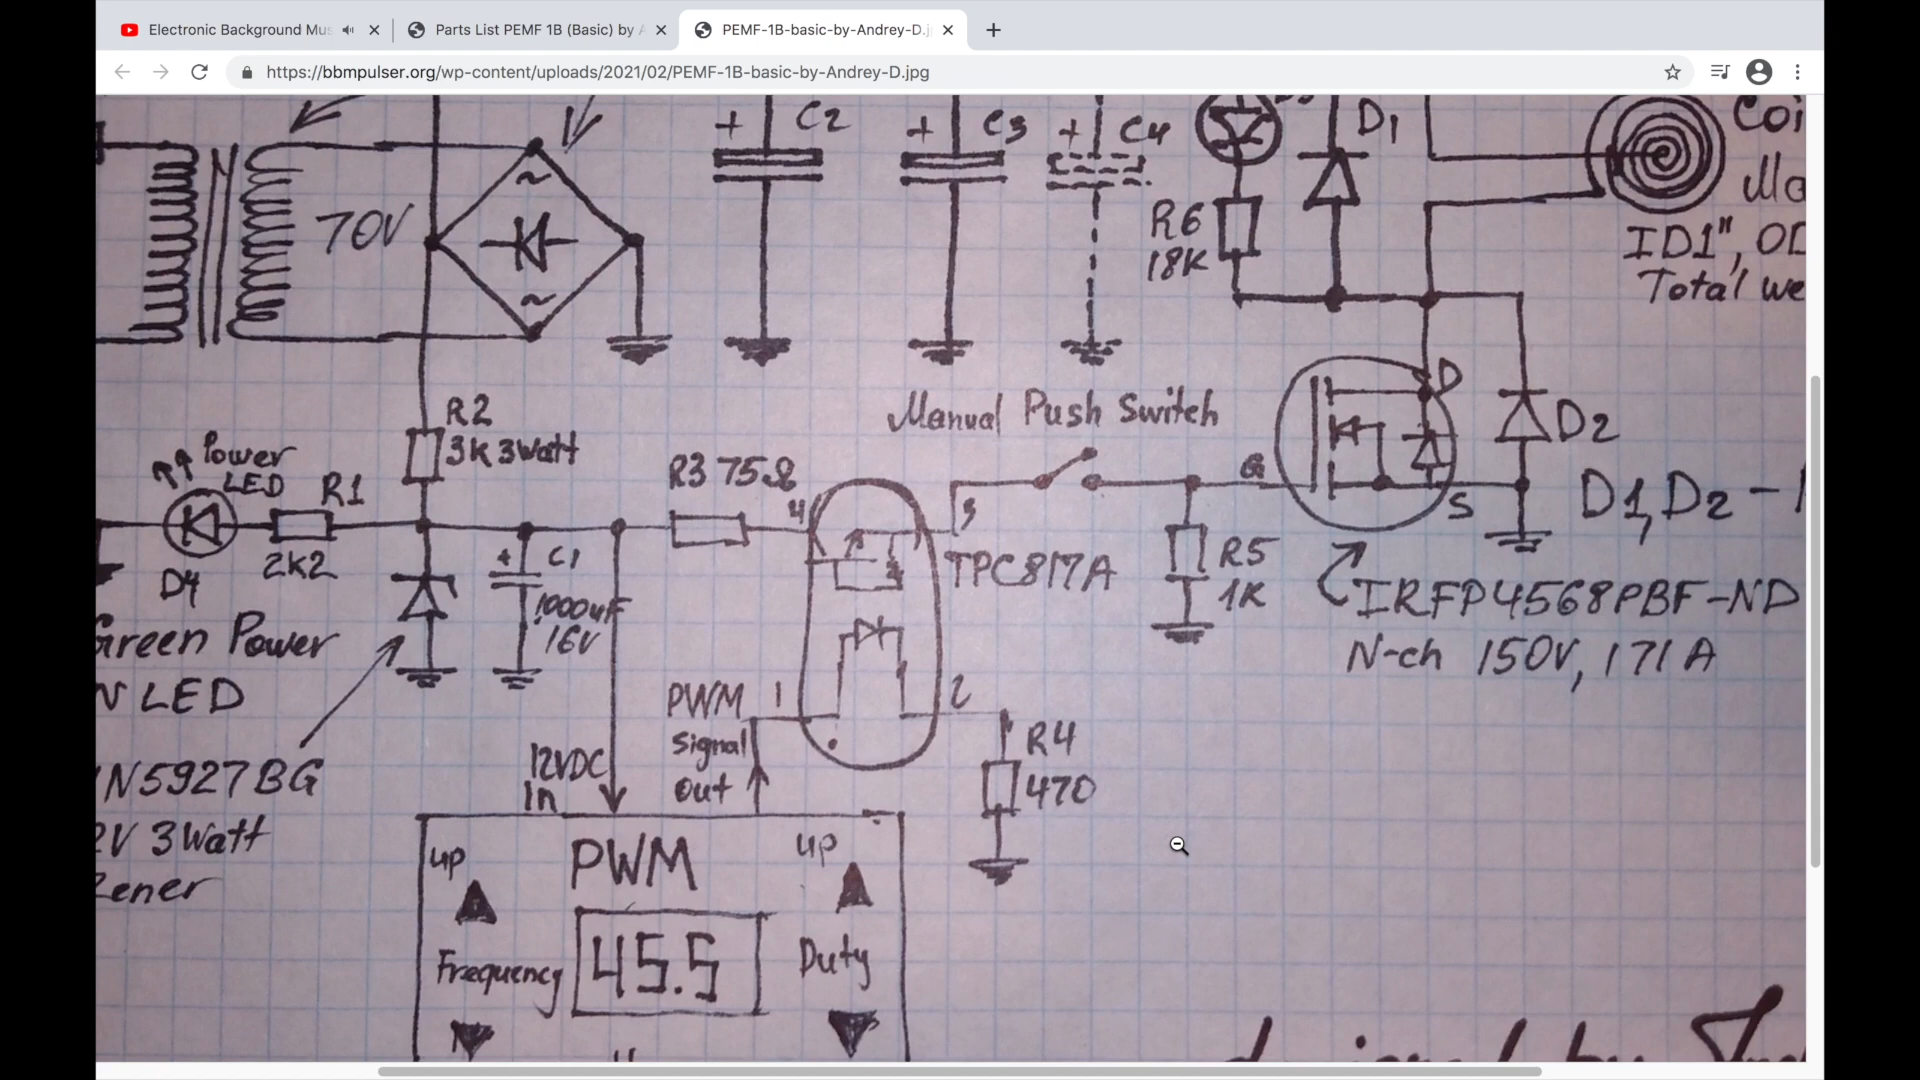 Electronic Background Mus
Parts List PEMF 1B (Basic) by A
PEMF-1B-basic-by-Andrey-D.j
https://bbmpulser.org/wp-content/uploads/2021/02/PEMF-1B-basic-by-Andrey-D.jpg
+ C2
+ C3
+ C4
D1
Coi
Ma
ID1", OD
Total we
70V
~
~
R6
18K
R2
3K 3Watt
Power
LED
R1
2K2
D4
Green Power
N LED
1N5927BG
2V 3Watt
Zener
+ C1
1000uF
16V
R3 75Ω
4
3
Manual Push Switch
TPC817A
G
D
S
D2
D1, D2 -
R5
1K
IRFP4568PBF-ND
N-ch 150V, 171A
PWM
Signal
Out
1
2
R4
470
12VDC
In
up
PWM
up
Frequency
45.5
Duty